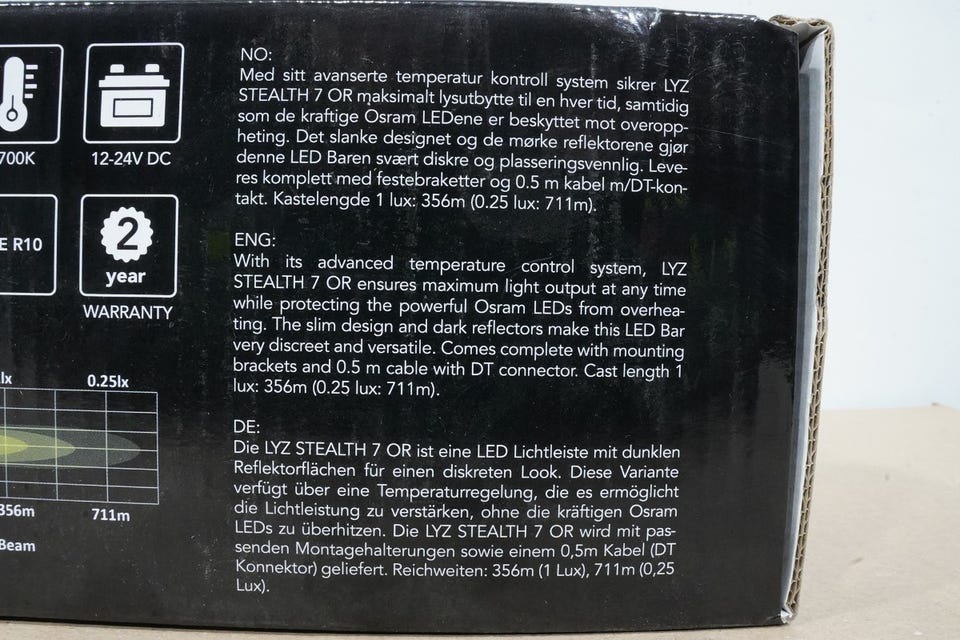 700K
12-24V DC
E R10
2
year
WARRANTY
lx
0.25lx
356m
711m
Beam
NO:
Med sitt avanserte temperatur kontroll system sikrer LYZ
STEALTH 7 OR maksimalt lysutbytte til en hver tid, samtidig
som de kraftige Osram LEDene er beskyttet mot overopp-
heting. Det slanke designet og de mørke reflektorene gjør
denne LED Baren svært diskre og plasseringsvennlig. Leve-
res komplett med festebraketter og 0.5 m kabel m/DT-kon-
takt. Kastelengde 1 lux: 356m (0.25 lux: 711m).
ENG:
With its advanced temperature control system, LYZ
STEALTH 7 OR ensures maximum light output at any time
while protecting the powerful Osram LEDs from overhea-
ting. The slim design and dark reflectors make this LED Bar
very discreet and versatile. Comes complete with mounting
brackets and 0.5 m cable with DT connector. Cast length 1
lux: 356m (0.25 lux: 711m).
DE:
Die LYZ STEALTH 7 OR ist eine LED Lichtleiste mit dunklen
Reflektorflächen für einen diskreten Look. Diese Variante
verfügt über eine Temperaturregelung, die es ermöglicht
die Lichtleistung zu verstärken, ohne die kräftigen Osram
LEDs zu überhitzen. Die LYZ STEALTH 7 OR wird mit pas-
senden Montagehalterungen sowie einem 0,5m Kabel (DT
Konnektor) geliefert. Reichweiten: 356m (1 Lux), 711m (0,25
Lux).